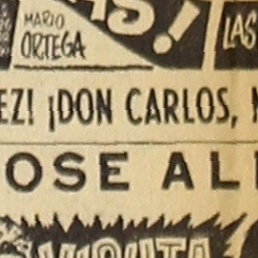 AS!
MARIO
ORTEGA
LAS
EZ! ¡DON CARLOS,
OSE AL